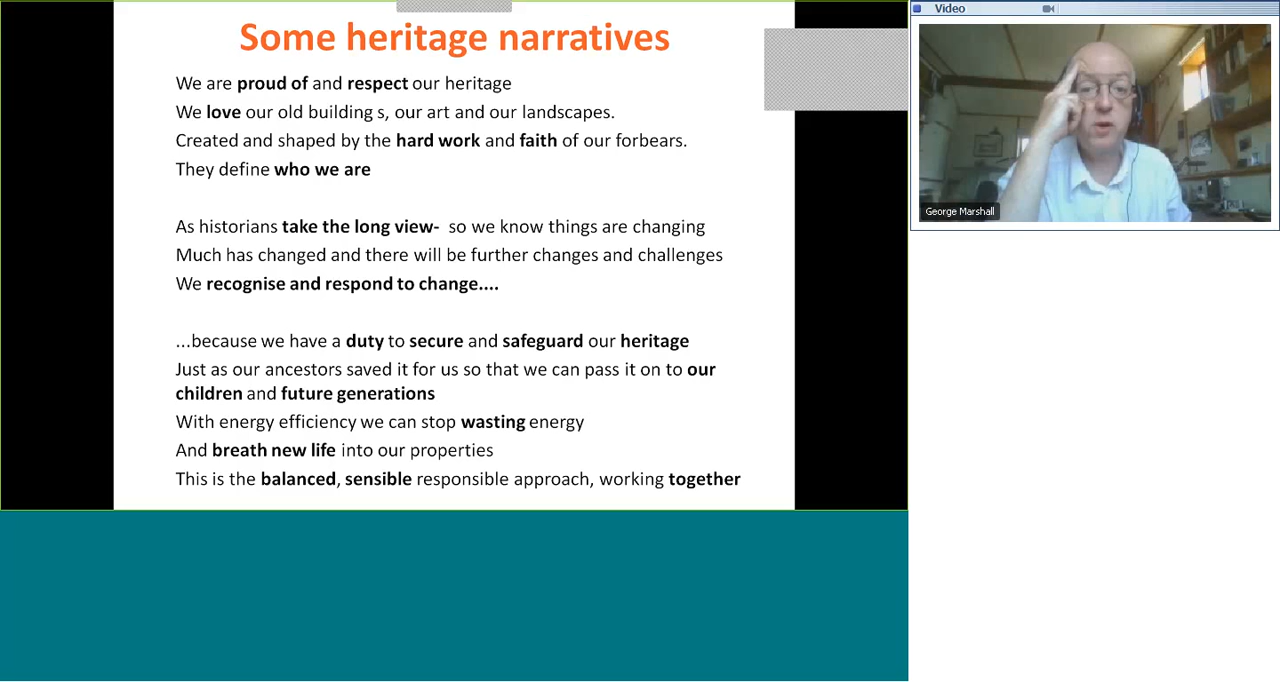 Some heritage narratives
We are proud of and respect our heritage
We love our old building s, our art and our landscapes.
Created and shaped by the hard work and faith of our forbears.
They define who we are
As historians take the long view- so we know things are changing
Much has changed and there will be further changes and challenges
We recognise and respond to change....
...because we have a duty to secure and safeguard our heritage
Just as our ancestors saved it for us so that we can pass it on to our
children and future generations
With energy efficiency we can stop wasting energy
And breath new life into our properties
This is the balanced, sensible responsible approach, working together
Video
George Marshall